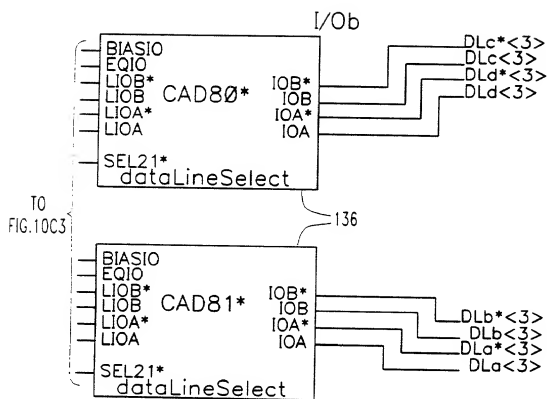 I/Ob
BIASIO
EQIO
LIOB*
LIOB
LIOA*
LIOA
SEL21*
CAD80*
dataLineSelect
IOB*
IOB
IOA*
IOA
DLc*<3>
DLc<3>
DLd*<3>
DLd<3>
TO
FIG.10C3
136
BIASIO
EQIO
LIOB*
LIOB
LIOA*
LIOA
SEL21*
CAD81*
dataLineSelect
IOB*
IOB
IOA*
IOA
DLb*<3>
DLb<3>
DLa*<3>
DLa<3>